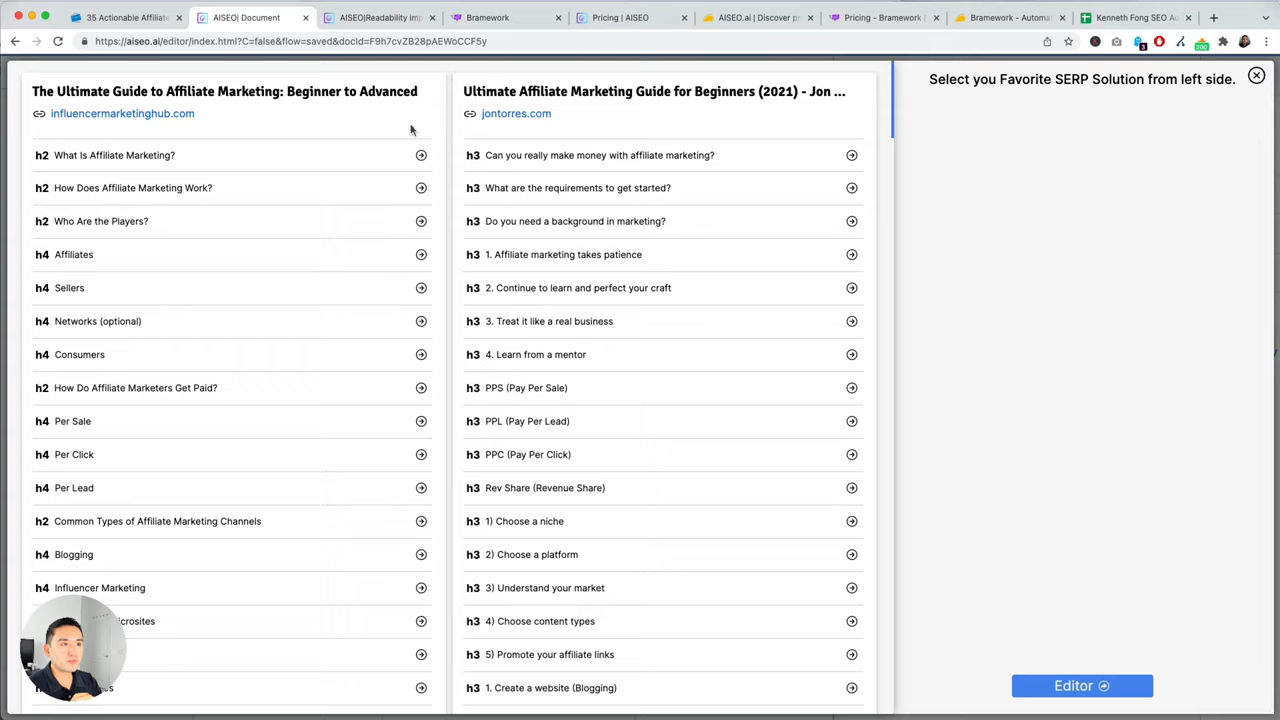 35 Actionable Affiliate
AISEO| Document
AISEO|Readability im
Bramework
Pricing | AISEO
AISEO.ai | Discover p
Pricing - Bramework |
Bramework - Automa
Kenneth Fong SEO A
https://aiseo.ai/editor/index.html?C=false&flow=saved&docId=F9h7cvZB28pAEWoCCF5y
The Ultimate Guide to Affiliate Marketing: Beginner to Advanced
influencermarketinghub.com
h2 What Is Affiliate Marketing?
h2 How Does Affiliate Marketing Work?
h2 Who Are the Players?
h4 Affiliates
h4 Sellers
h4 Networks (optional)
h4 Consumers
h2 How Do Affiliate Marketers Get Paid?
h4 Per Sale
h4 Per Click
h4 Per Lead
h2 Common Types of Affiliate Marketing Channels
h4 Blogging
h4 Influencer Marketing
Ultimate Affiliate Marketing Guide for Beginners (2021) - Jon ...
jontorres.com
h3 Can you really make money with affiliate marketing?
h3 What are the requirements to get started?
h3 Do you need a background in marketing?
h3 1. Affiliate marketing takes patience
h3 2. Continue to learn and perfect your craft
h3 3. Treat it like a real business
h3 4. Learn from a mentor
h3 PPS (Pay Per Sale)
h3 PPL (Pay Per Lead)
h3 PPC (Pay Per Click)
h3 Rev Share (Revenue Share)
h3 1) Choose a niche
h3 2) Choose a platform
h3 3) Understand your market
h3 4) Choose content types
h3 5) Promote your affiliate links
h3 1. Create a website (Blogging)
Select you Favorite SERP Solution from left side.
Editor